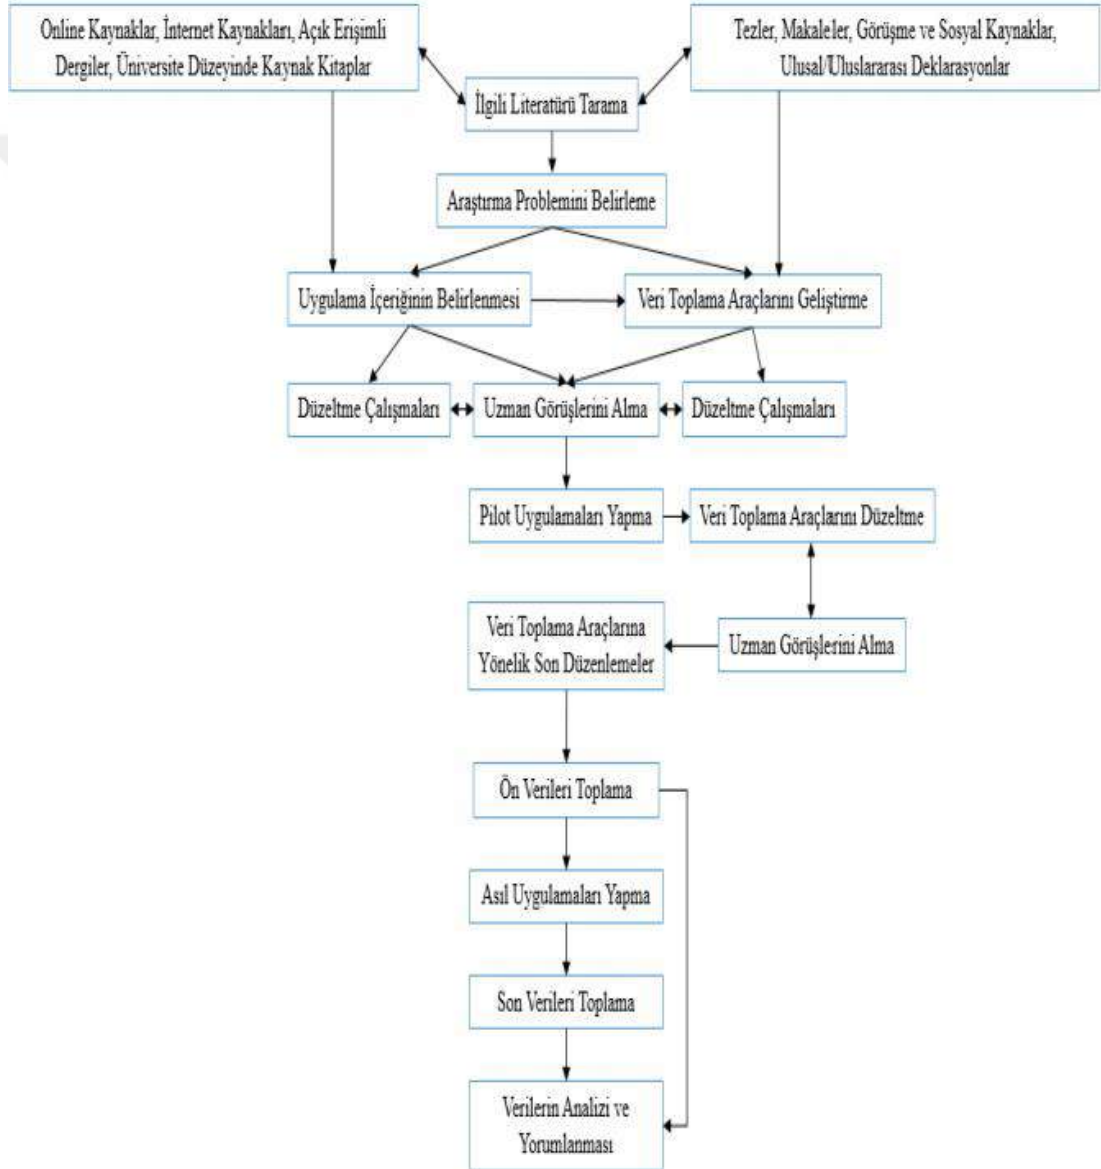 Online Kaynaklar, İnternet Kaynakları, Açık Erişimli
Dergiler, Üniversite Düzeyinde Kaynak Kitaplar
Tezler, Makaleler, Görüşme ve Sosyal Kaynaklar,
Ulusal/Uluslararası Deklarasyonlar
İlgili Literatürü Tarama
Araştırma Problemini Belirleme
Uygulama İçeriğinin Belirlenmesi
Veri Toplama Araçlarını Geliştirme
Düzeltme Çalışmaları
Uzman Görüşlerini Alma
Düzeltme Çalışmaları
Pilot Uygulamaları Yapma
Veri Toplama Araçlarını Düzeltme
Veri Toplama Araçlarına
Yönelik Son Düzenlemeler
Uzman Görüşlerini Alma
Ön Verileri Toplama
Asıl Uygulamaları Yapma
Son Verileri Toplama
Verilerin Analizi ve
Yorumlanması